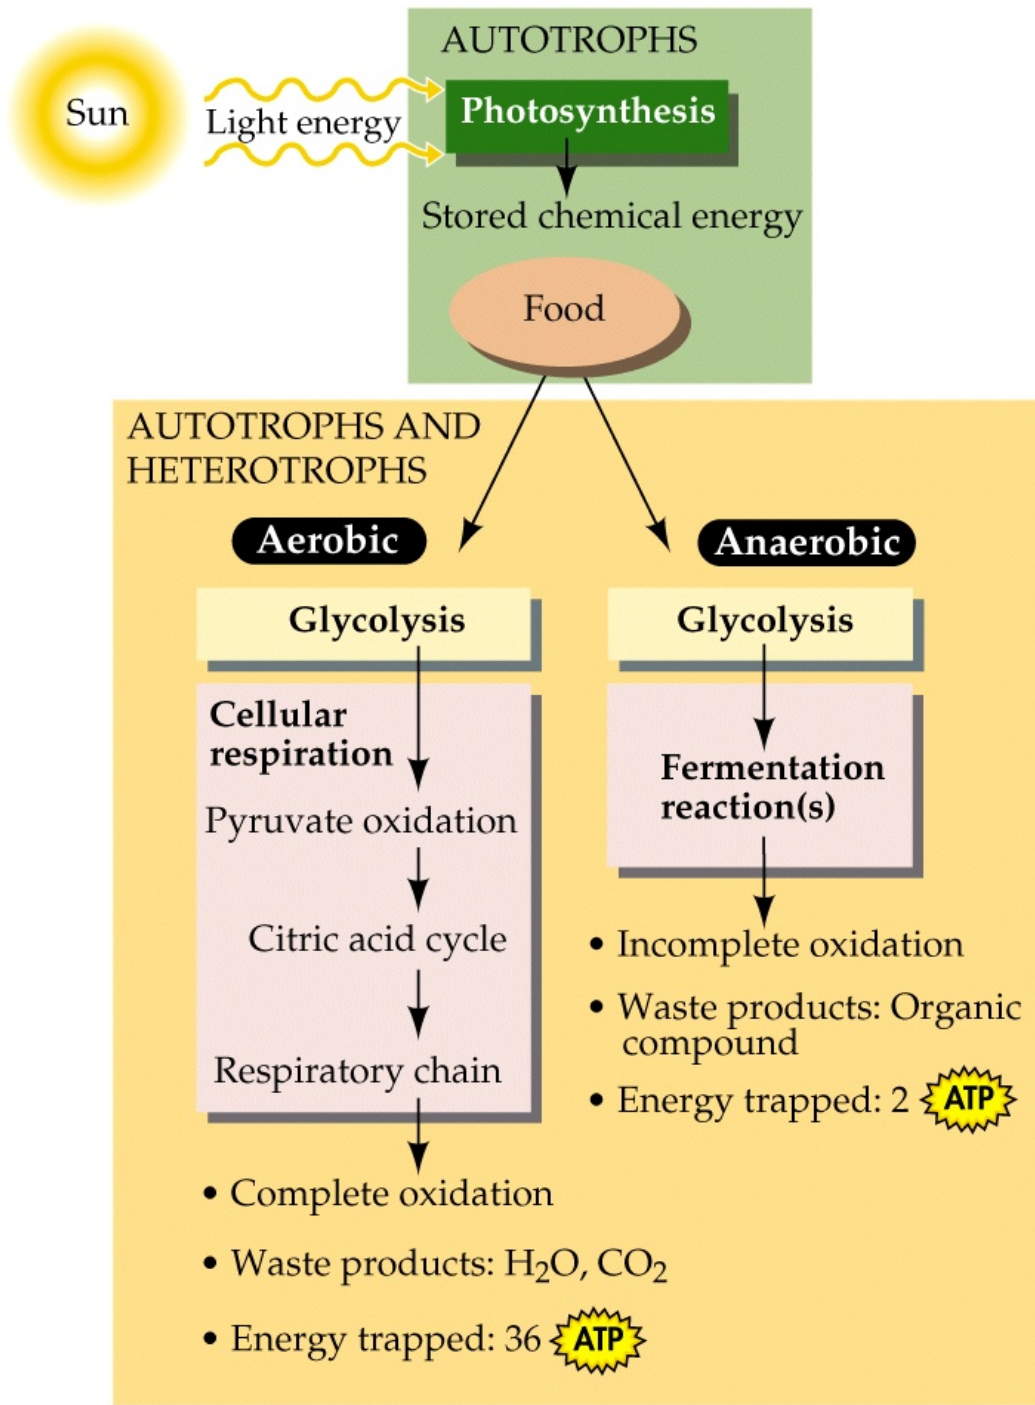 AUTOTROPHS
Sun
Light energy
Photosynthesis
Stored chemical energy
Food
AUTOTROPHS AND
HETEROTROPHS
Aerobic
Glycolysis
Cellular
respiration
Pyruvate oxidation
Citric acid cycle
Respiratory chain
• Complete oxidation
• Waste products: H₂O, CO₂
• Energy trapped: 36 ATP
Anaerobic
Glycolysis
Fermentation
reaction(s)
• Incomplete oxidation
• Waste products: Organic
compound
• Energy trapped: 2 ATP